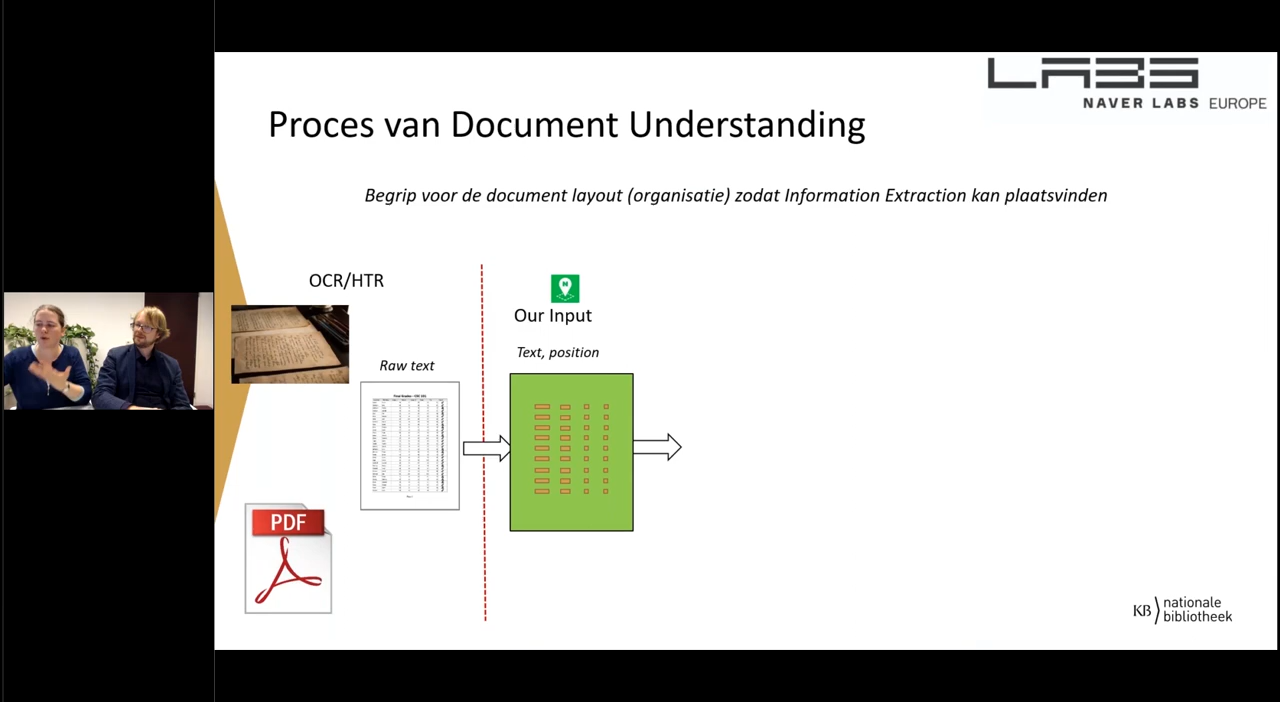 LABS
NAVER LABS EUROPE
Proces van Document Understanding
Begrip voor de document layout (organisatie) zodat Information Extraction kan plaatsvinden
OCR/HTR
Our Input
Raw text
Text, position
PDF
KB
nationale
bibliotheek